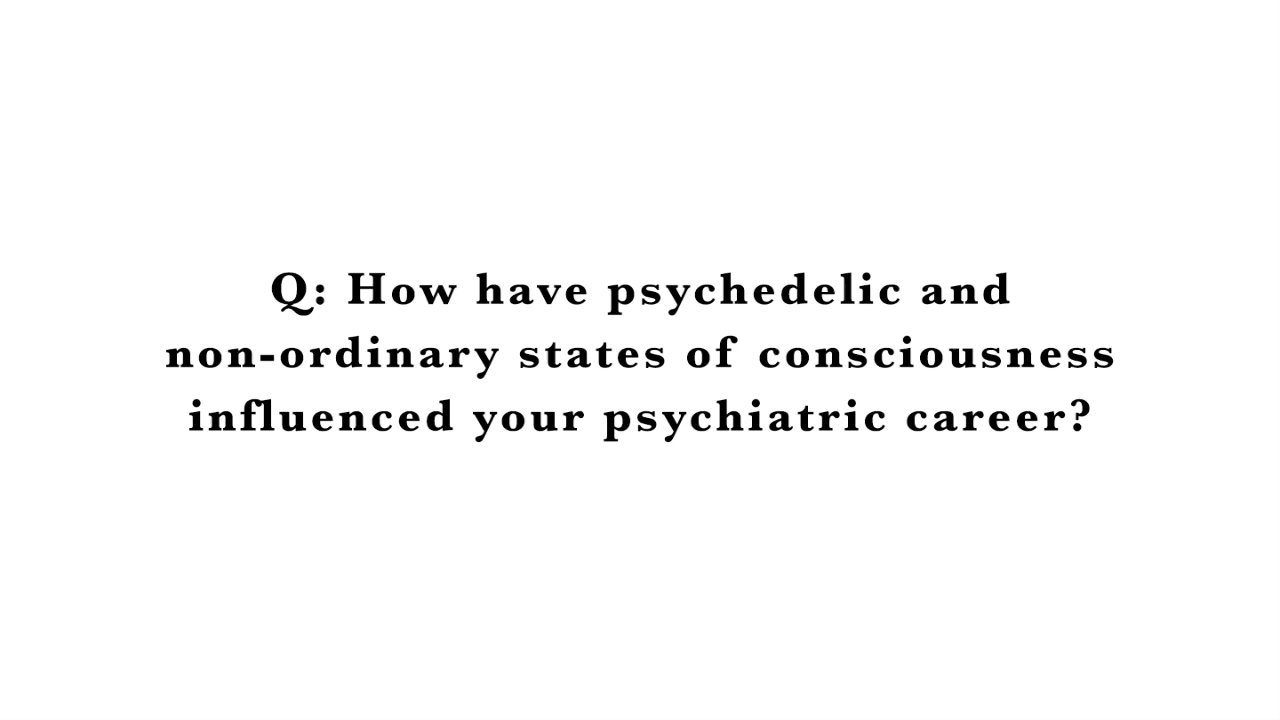 Q: How have psychedelic and
non-ordinary states of consciousness
influenced your psychiatric career?